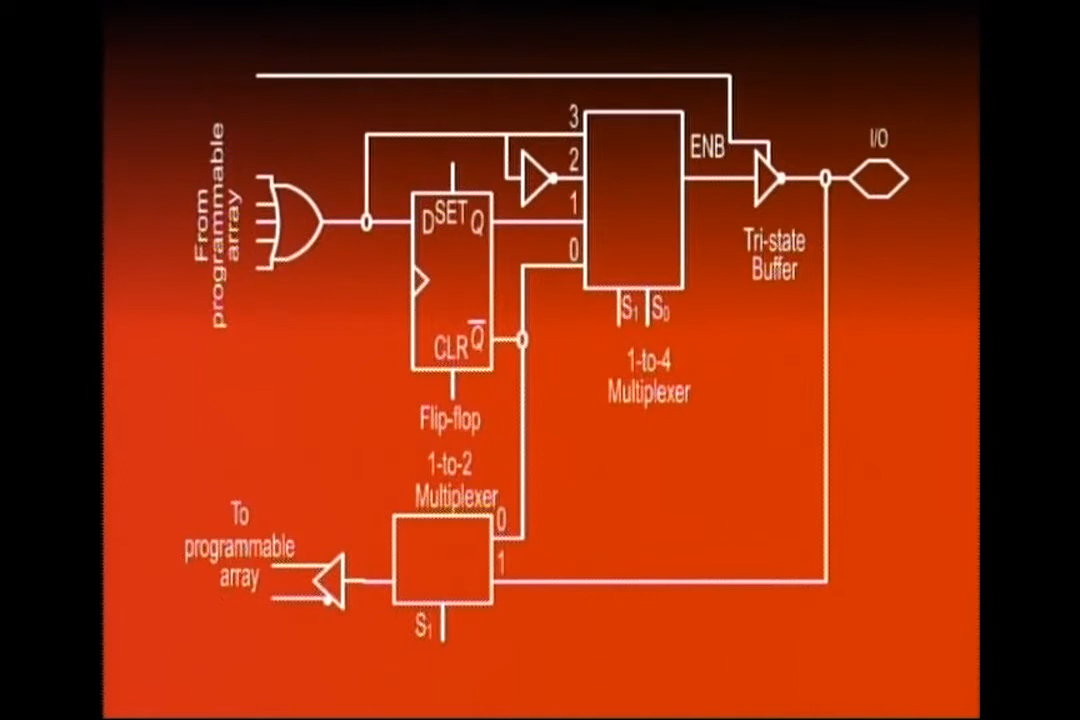 3
ENB
I/O
2
From
programmable
array
1
D
SET
Q
0
Tri-state
Buffer
S₁
S₀
CLR
Q̅
1-to-4
Multiplexer
Flip-flop
1-to-2
Multiplexer
0
1
To
programmable
array
S₁